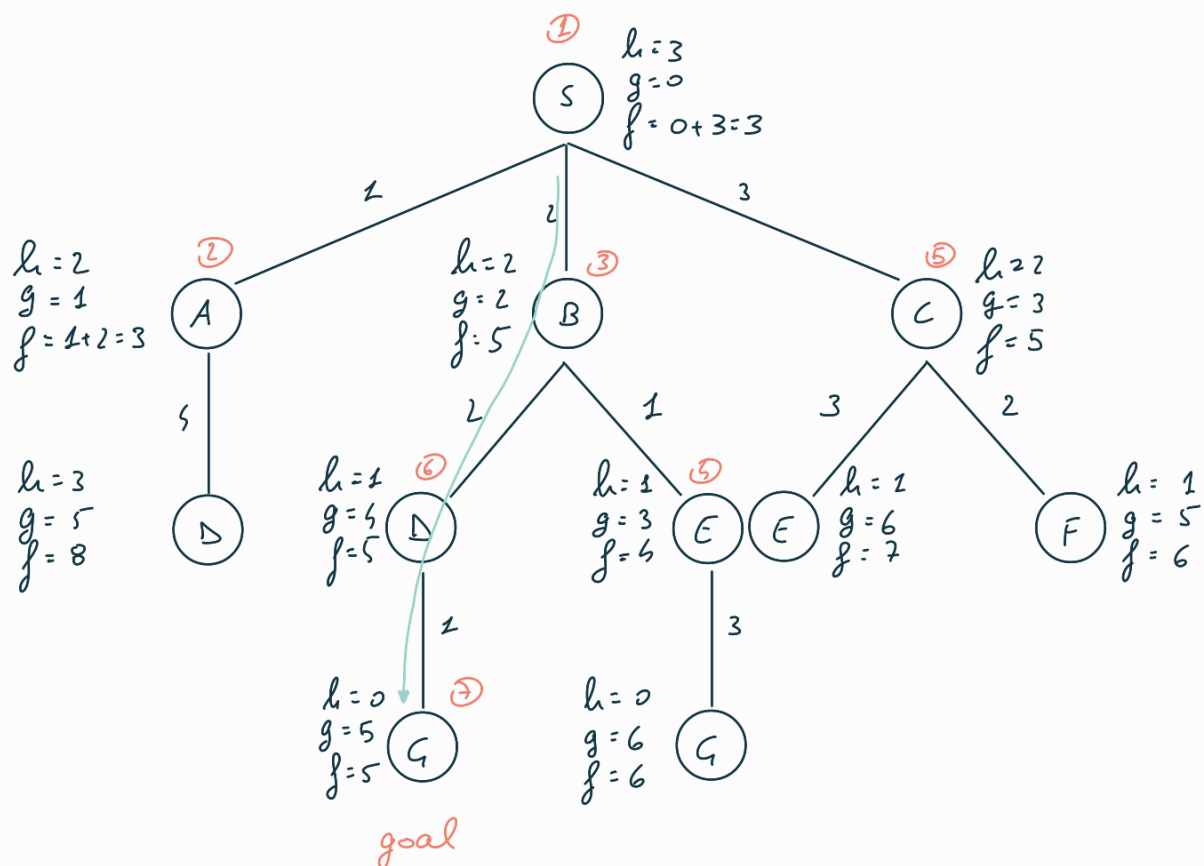 ①
h=3
g=0
f=0+3=3
S
1
2
3
②
h=2
g=1
f=1+2=3
A
③
h=2
g=2
f=5
B
⑤
h=2
g=3
f=5
C
4
2
1
3
2
h=3
g=5
f=8
D
⑥
h=1
g=4
f=5
D
④
h=1
g=3
f=4
E
E
h=1
g=6
f=7
F
h=1
g=5
f=6
1
3
⑦
h=0
g=5
f=5
G
h=0
g=6
f=6
G
goal